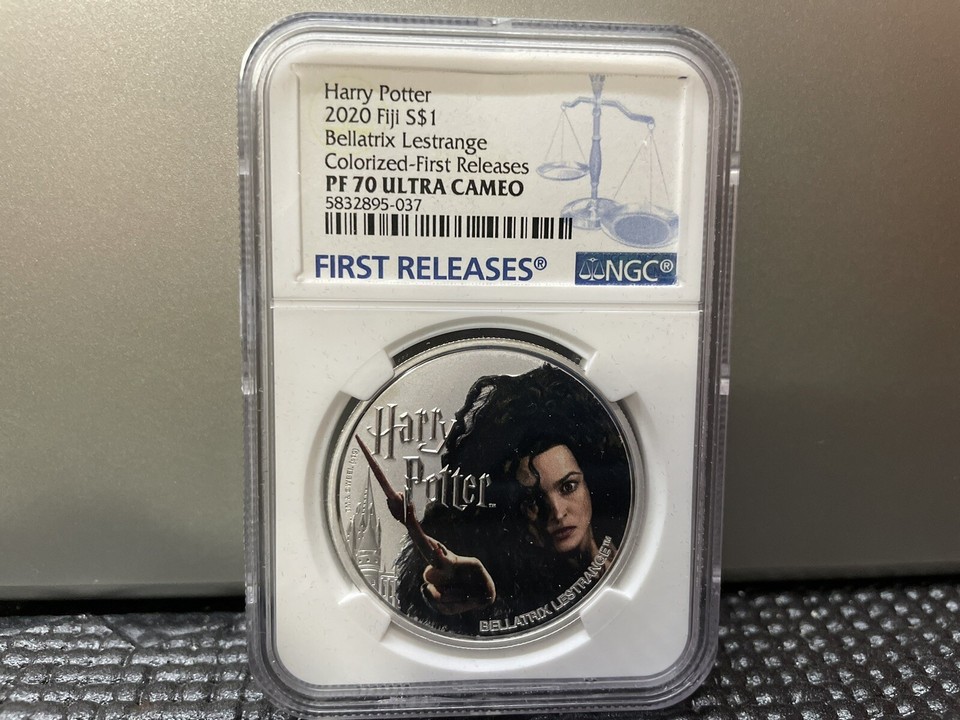 Harry Potter
2020 Fiji S$1
Bellatrix Lestrange
Colorized-First Releases
PF 70 ULTRA CAMEO
5832895-037
FIRST RELEASES®
NGC®
Harry
Potter™
BELLATRIX LESTRANGE™